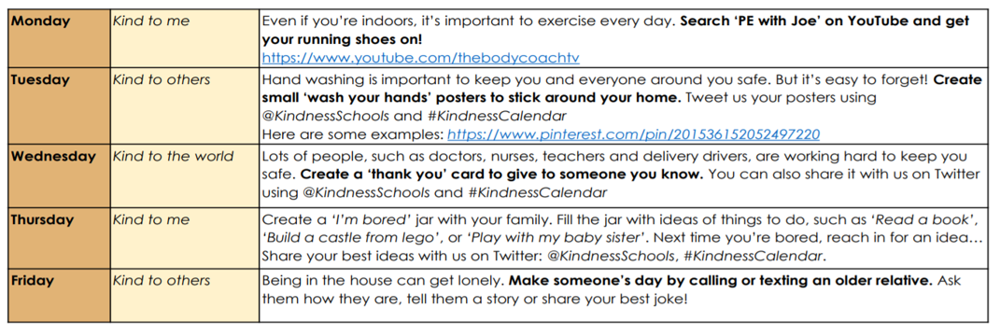 Monday
Kind to me
Even if you're indoors, it's important to exercise every day. Search 'PE with Joe' on YouTube and get
your running shoes on!
https://www.youtube.com/thebodycoachtv
Tuesday
Kind to others
Hand washing is important to keep you and everyone around you safe. But it's easy to forget! Create
small 'wash your hands' posters to stick around your home. Tweet us your posters using
@KindnessSchools and #KindnessCalendar
Here are some examples: https://www.pinterest.com/pin/201536152052497220
Wednesday
Kind to the world
Lots of people, such as doctors, nurses, teachers and delivery drivers, are working hard to keep you
safe. Create a 'thank you' card to give to someone you know. You can also share it with us on Twitter
using @KindnessSchools and #KindnessCalendar
Thursday
Kind to me
Create a 'I'm bored' jar with your family. Fill the jar with ideas of things to do, such as 'Read a book',
'Build a castle from lego', or 'Play with my baby sister'. Next time you're bored, reach in for an idea…
Share your best ideas with us on Twitter: @KindnessSchools, #KindnessCalendar.
Friday
Kind to others
Being in the house can get lonely. Make someone's day by calling or texting an older relative. Ask
them how they are, tell them a story or share your best joke!